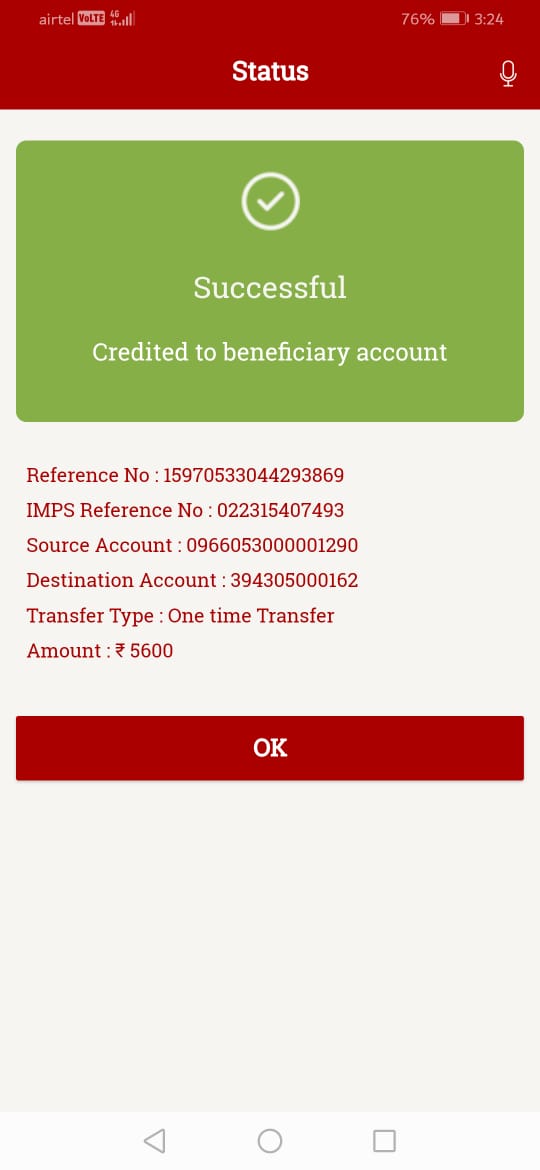 airtel VoLTE 4G 76% 3:24
Status
Successful
Credited to beneficiary account
Reference No : 15970533044293869
IMPS Reference No : 022315407493
Source Account : 0966053000001290
Destination Account : 394305000162
Transfer Type : One time Transfer
Amount : ₹ 5600
OK